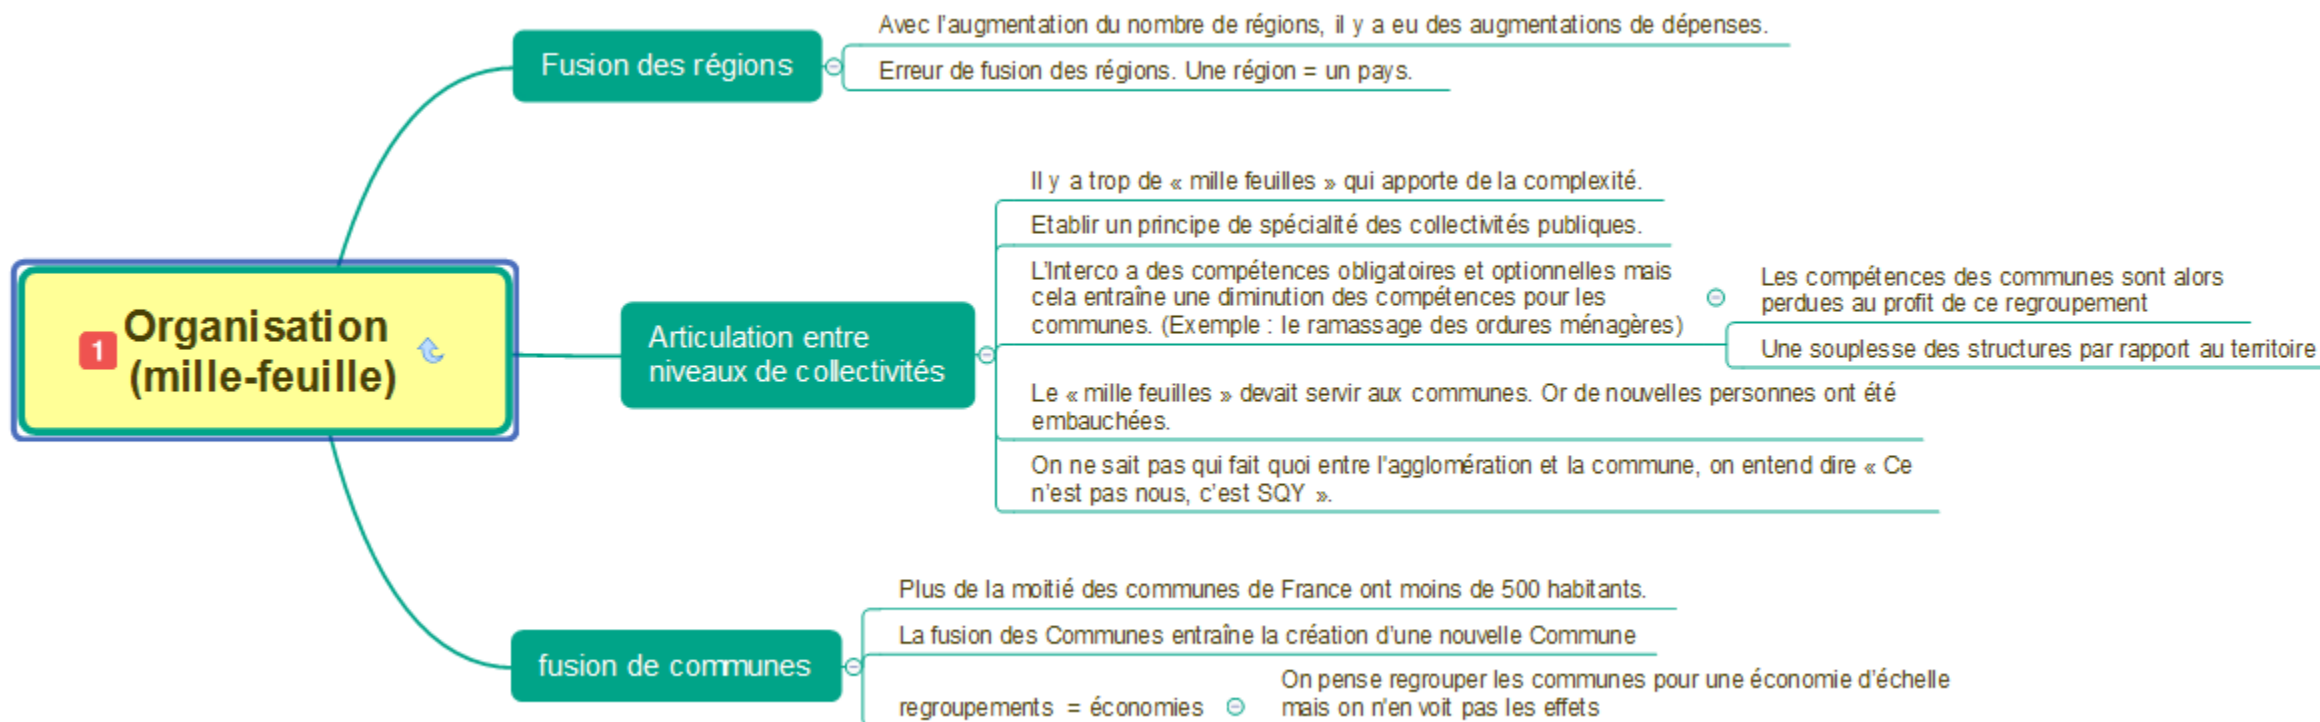 Avec l'augmentation du nombre de régions, il y a eu des augmentations de dépenses.
Fusion des régions
Erreur de fusion des régions. Une région = un pays.
Il y a trop de « mille feuilles » qui apporte de la complexité.
Etablir un principe de spécialité des collectivités publiques.
L'Interco a des compétences obligatoires et optionnelles mais
cela entraîne une diminution des compétences pour les
communes. (Exemple : le ramassage des ordures ménagères)
Les compétences des communes sont alors
perdues au profit de ce regroupement
Une souplesse des structures par rapport au territoire
1 Organisation
(mille-feuille)
Articulation entre
niveaux de collectivités
Le « mille feuilles » devait servir aux communes. Or de nouvelles personnes ont été
embauchées.
On ne sait pas qui fait quoi entre l'agglomération et la commune, on entend dire « Ce
n'est pas nous, c'est SQY ».
Plus de la moitié des communes de France ont moins de 500 habitants.
La fusion des Communes entraîne la création d'une nouvelle Commune
fusion de communes
regroupements = économies
On pense regrouper les communes pour une économie d'échelle
mais on n'en voit pas les effets